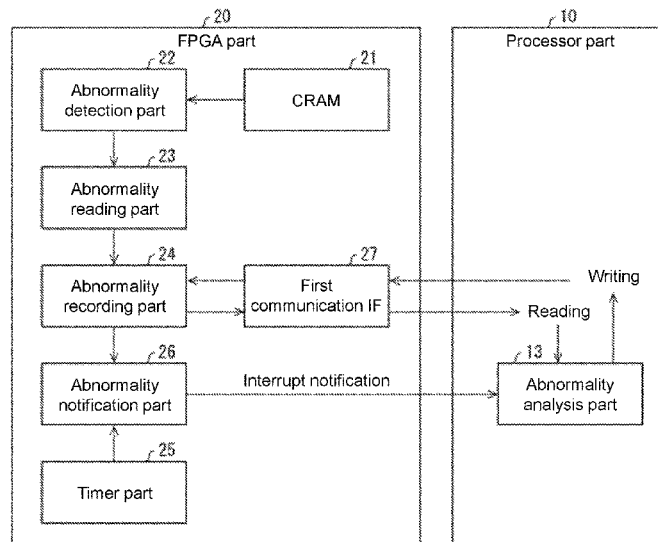 20
FPGA part
10
Processor part
22
Abnormality
detection part
21
CRAM
23
Abnormality
reading part
24
Abnormality
recording part
27
First
communication IF
Writing
Reading
26
Abnormality
notification part
Interrupt notification
13
Abnormality
analysis part
25
Timer part